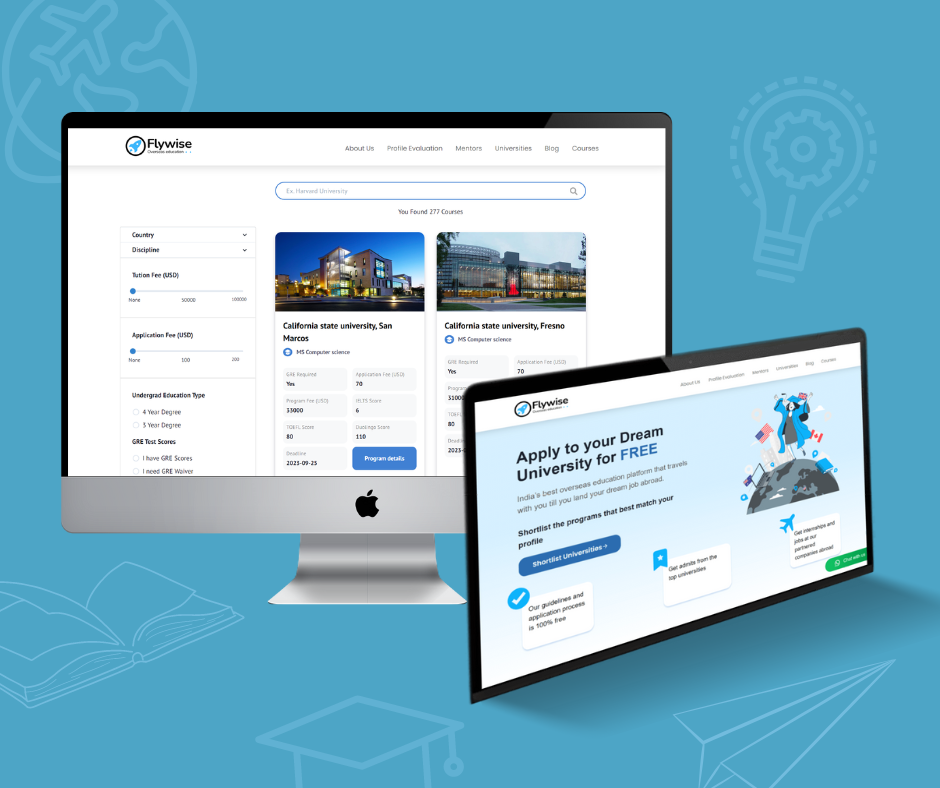 Flywise
Overseas education
About Us Profile Evaluation Mentors Universities Blog Courses
Ex. Harvard University
You Found 277 Courses
Country
Discipline
Tution Fee (USD)
None 50000 100000
Application Fee (USD)
None 100 200
Undergrad Education Type
4 Year Degree
3 Year Degree
GRE Test Scores
I have GRE Scores
I need GRE Waiver
California state university, San
Marcos
MS Computer science
GRE Required
Yes
Application Fee (USD)
70
Program Fee (USD)
33000
IELTS Score
6
TOEFL Score
80
Duolingo Score
110
Deadline
2023-09-25
Program details
California state university, Fresno
MS Computer science
GRE Required
Yes
Application Fee (USD)
70
Program
31000
TOEFL
80
Deadline
2023-
Flywise
Overseas education
About Us Profile Evaluation Mentors Universities Blog Courses
Apply to your Dream
University for FREE
India's best overseas education platform that travels
with you till you land your dream job abroad.
Shortlist the programs that best match your
profile
Shortlist Universities
Our guidelines and
application process
is 100% free
Get admits from the
top universities
Get internships and
jobs at our
partnered
companies abroad
Chat with us